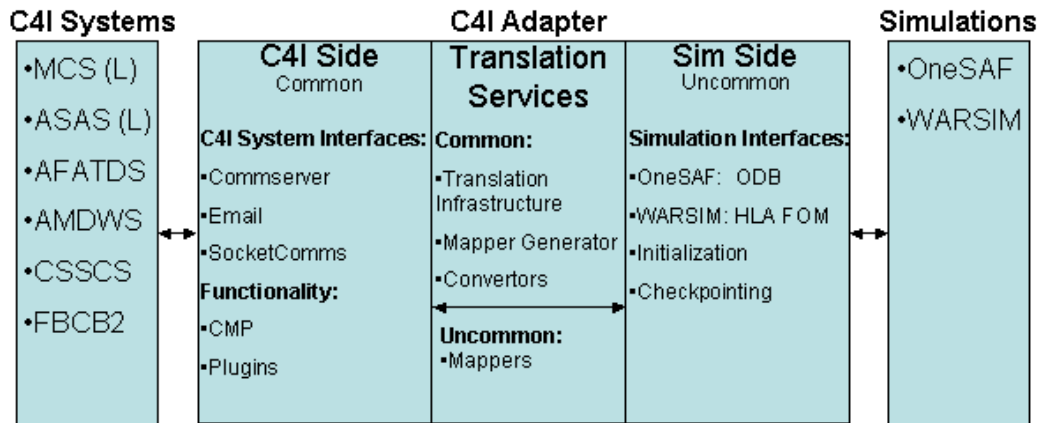 C4I Systems
•MCS (L)
•ASAS (L)
•AFATDS
•AMDWS
•CSSCS
•FBCB2
C4I Adapter
C4I Side
Common
C4I System Interfaces:
▪Commserver
▪Email
▪SocketComms
Functionality:
▪CMP
▪Plugins
Translation
Services
Common:
▪Translation
Infrastructure
▪Mapper Generator
▪Convertors
Uncommon:
▪Mappers
Sim Side
Uncommon
Simulation Interfaces:
▪OneSAF: ODB
▪WARSIM: HLA FOM
▪Initialization
▪Checkpointing
Simulations
•OneSAF
•WARSIM